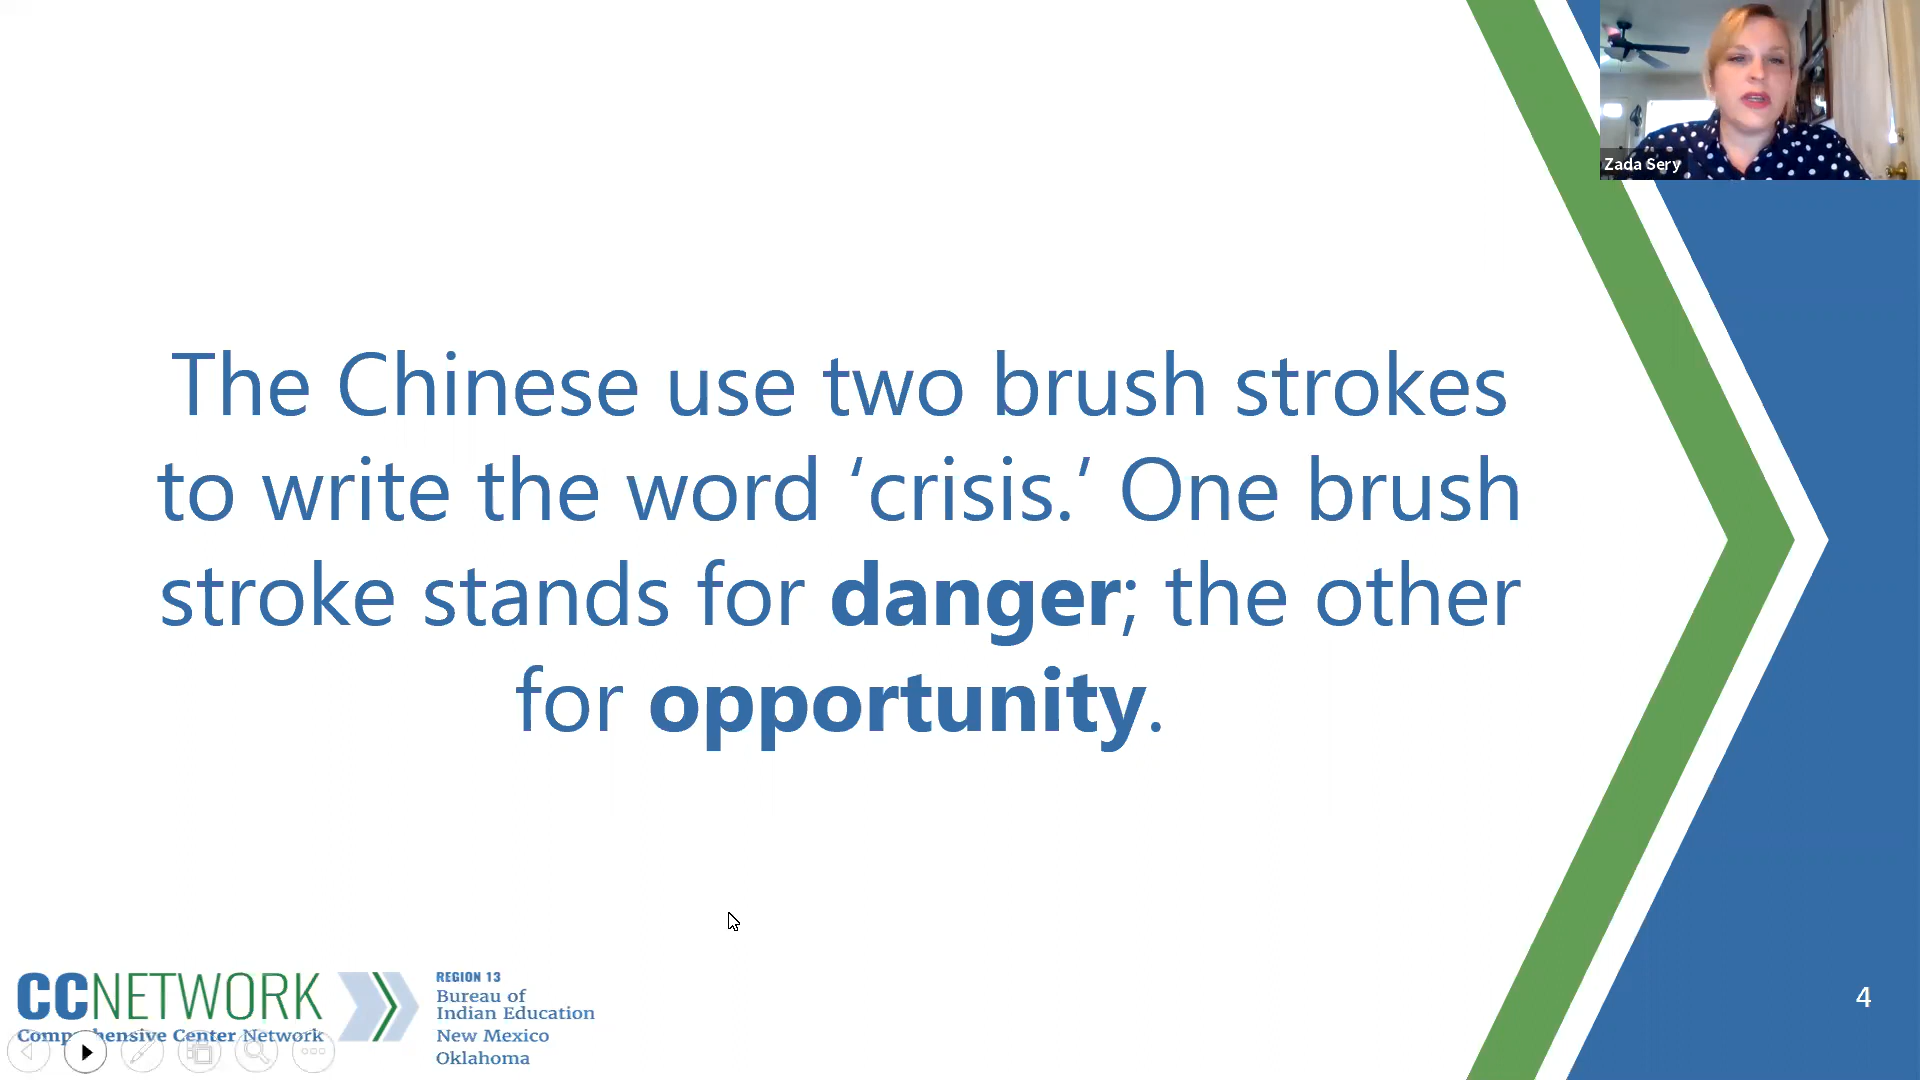 Zada Sery
The Chinese use two brush strokes
to write the word ‘crisis.’ One brush
stroke stands for danger; the other
for opportunity.
CCNETWORK
Comprehensive Center Network
REGION 13
Bureau of
Indian Education
New Mexico
Oklahoma
4